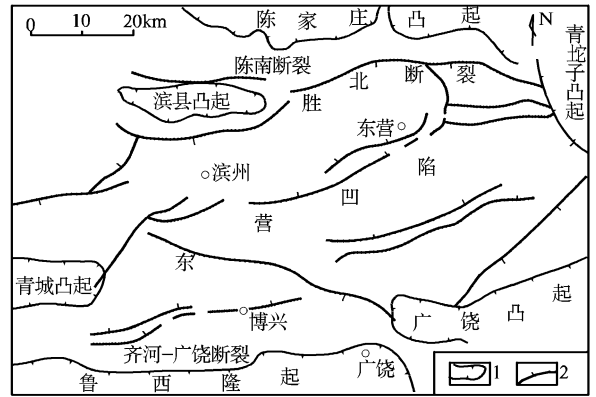 0 10 20km
陈家庄凸起
N
青坨子凸起
陈南断裂
滨县凸起
胜北断裂
东营
滨州
东营凹陷
青城凸起
博兴
广饶凸起
齐河-广饶断裂
广饶
鲁西隆起
1 2